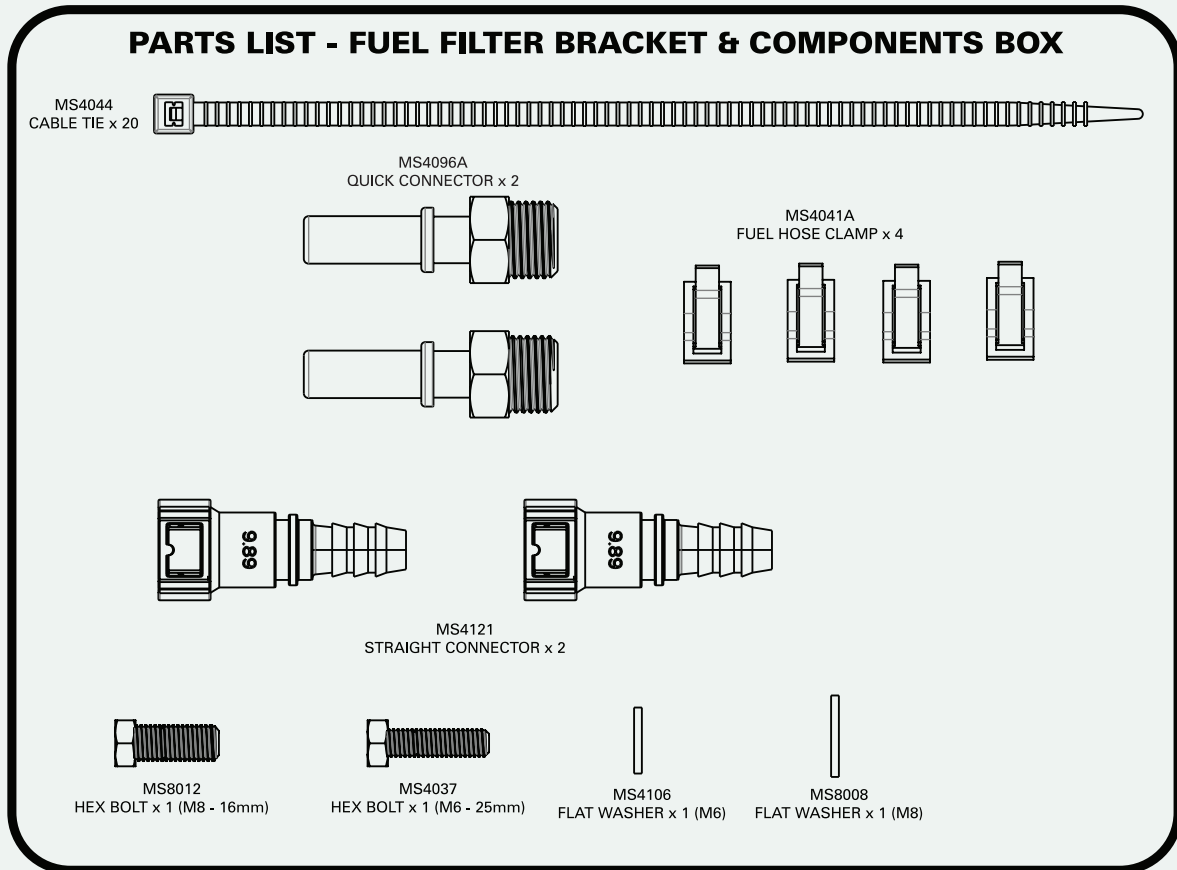 PARTS LIST - FUEL FILTER BRACKET & COMPONENTS BOX
MS4044
CABLE TIE x 20
MS4096A
QUICK CONNECTOR x 2
MS4041A
FUEL HOSE CLAMP x 4
9.89
9.89
MS4121
STRAIGHT CONNECTOR x 2
MS8012
HEX BOLT x 1 (M8 - 16mm)
MS4037
HEX BOLT x 1 (M6 - 25mm)
MS4106
FLAT WASHER x 1 (M6)
MS8008
FLAT WASHER x 1 (M8)